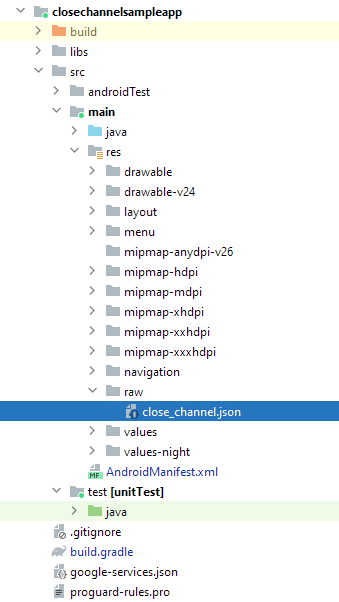 closechannelsampleapp
build
libs
src
androidTest
main
java
res
drawable
drawable-v24
layout
menu
mipmap-anydpi-v26
mipmap-hdpi
mipmap-mdpi
mipmap-xhdpi
mipmap-xxhdpi
mipmap-xxxhdpi
navigation
raw
close_channel.json
values
values-night
MF AndroidManifest.xml
test [unitTest]
java
.gitignore
build.gradle
google-services.json
proguard-rules.pro